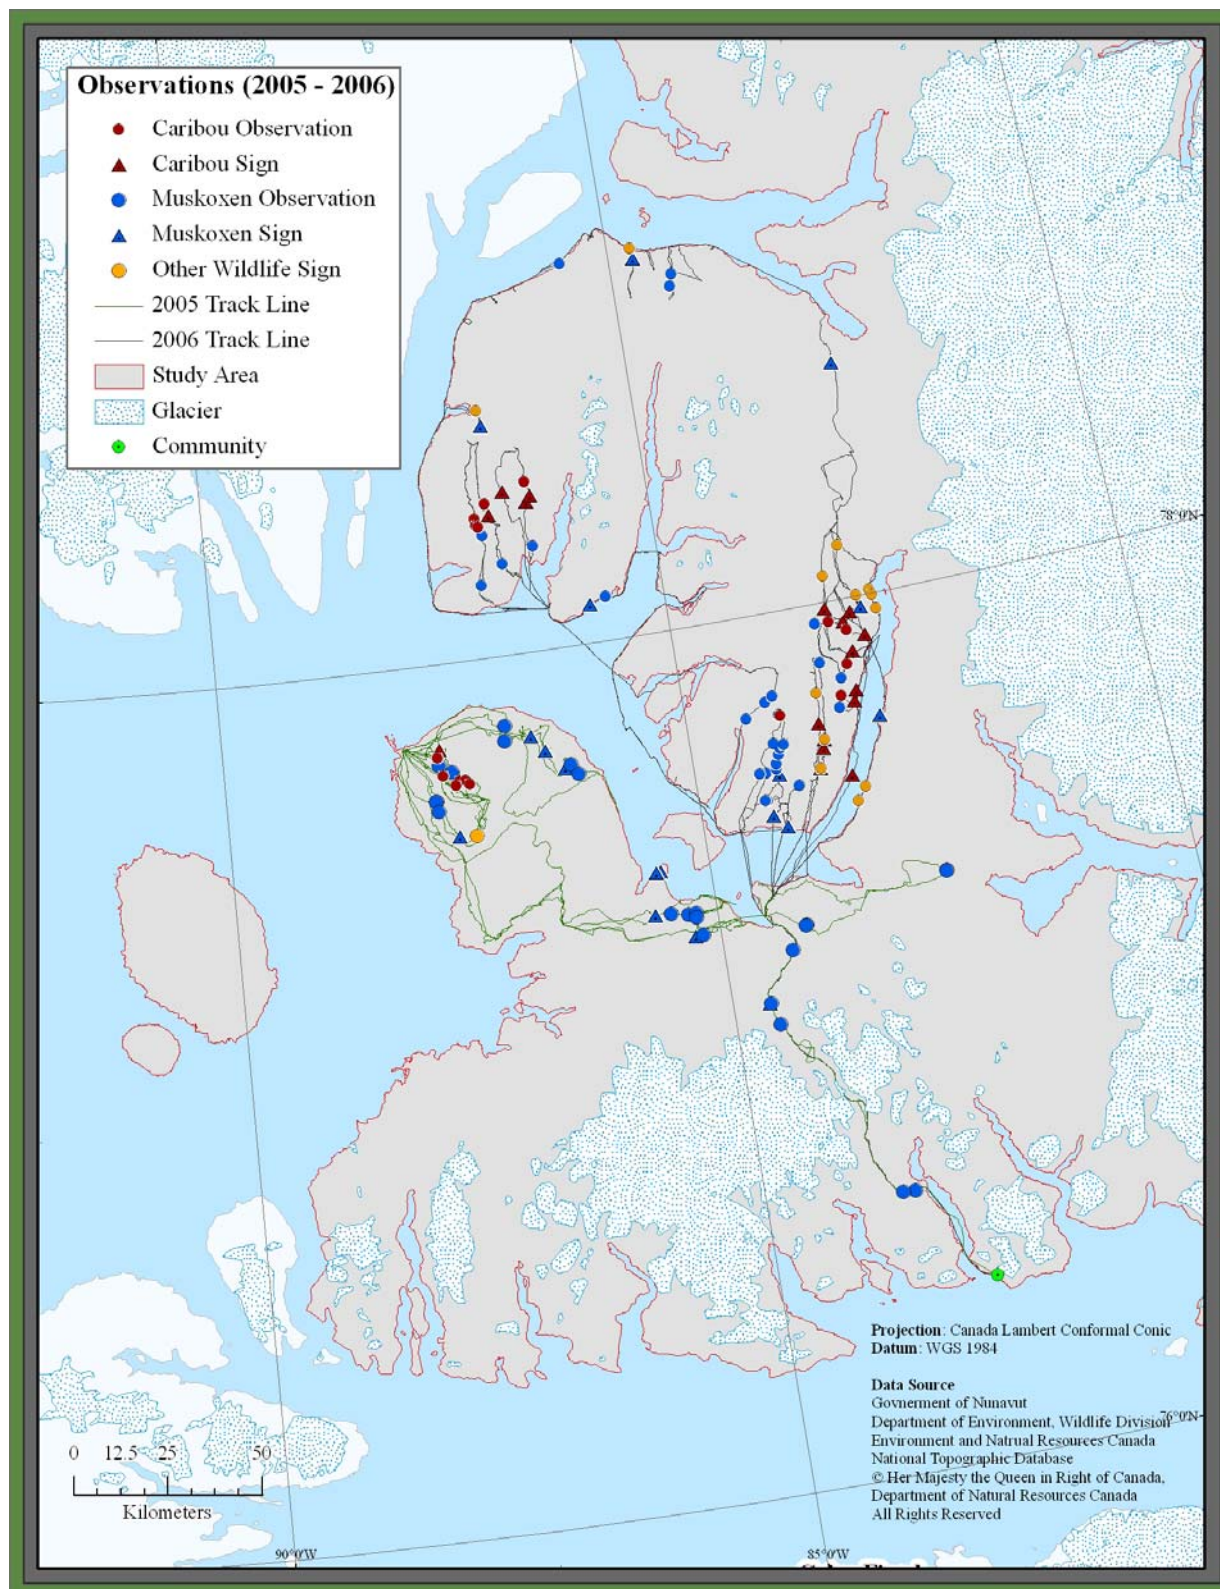 Observations (2005 - 2006)
Caribou Observation
Caribou Sign
Muskoxen Observation
Muskoxen Sign
Other Wildlife Sign
2005 Track Line
2006 Track Line
Study Area
Glacier
Community
78°0'N
Projection: Canada Lambert Conformal Conic
Datum: WGS 1984
Data Source
Govnerment of Nunavut
Department of Environment, Wildlife Division
76°0'N
Environment and Natrual Resources Canada
National Topographic Database
© Her Majesty the Queen in Right of Canada,
Department of Natural Resources Canada
All Rights Reserved
0 12.5 25 50
Kilometers
90°0'W
85°0'W